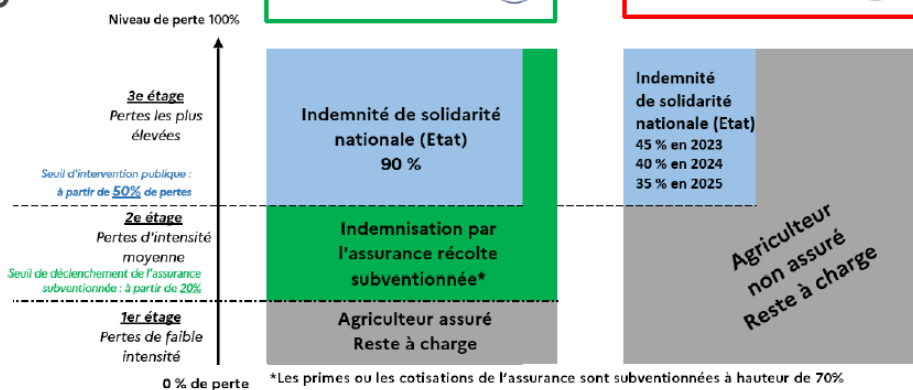 Niveau de perte 100%
3e étage
Pertes les plus
élevées
Seuil d'intervention publique :
à partir de 50% de pertes
2e étage
Pertes d'intensité
moyenne
Seuil de déclenchement de l'assurance
subventionnée : à partir de 20%
1er étage
Pertes de faible
intensité
0 % de perte
Indemnité de solidarité
nationale (Etat)
90 %
Indemnisation par
l'assurance récolte
subventionnée*
Agriculteur assuré
Reste à charge
Indemnité
de solidarité
nationale (Etat)
45 % en 2023
40 % en 2024
35 % en 2025
Agriculteur
non assuré
Reste à charge
*Les primes ou les cotisations de l'assurance sont subventionnées à hauteur de 70%